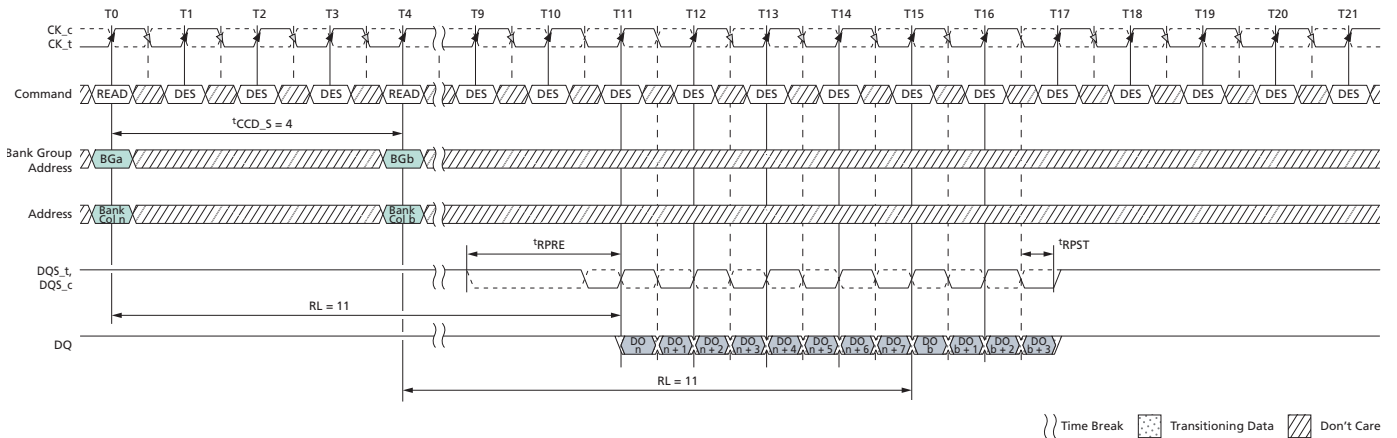 T0 T1 T2 T3 T4 T9 T10 T11 T12 T13 T14 T15 T16 T17 T18 T19 T20 T21
CK_c
CK_t
Command READ DES DES DES READ DES DES DES DES DES DES DES DES DES DES DES DES DES
tCCD_S = 4
Bank Group
Address
BGa BGb
Address
Bank
Col n
Bank
Col b
tRPRE tRPST
DQS_t,
DQS_c
RL = 11
DQ
DO
n
DO
n + 1
DO
n + 2
DO
n + 3
DO
n + 4
DO
n + 5
DO
n + 6
DO
n + 7
DO
b
DO
b + 1
DO
b + 2
DO
b + 3
RL = 11
Time Break Transitioning Data Don't Care